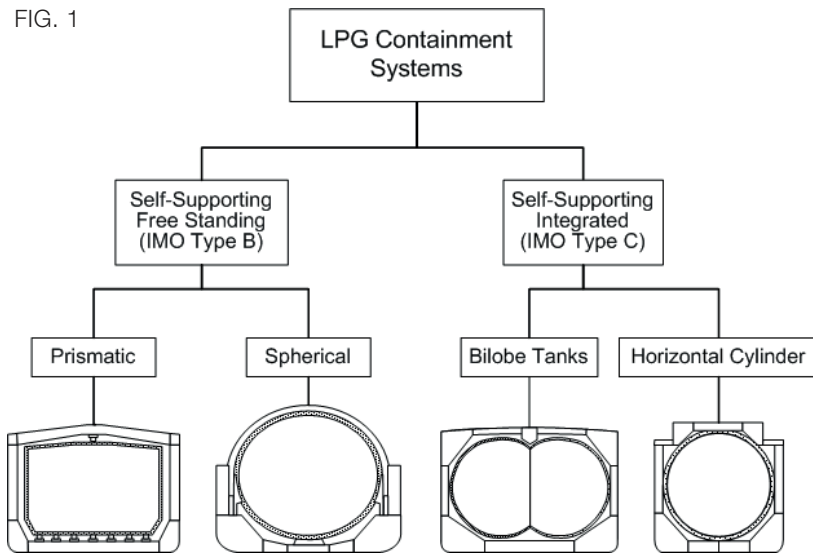 FIG. 1
LPG Containment
Systems
Self-Supporting
Free Standing
(IMO Type B)
Self-Supporting
Integrated
(IMO Type C)
Prismatic
Spherical
Bilobe Tanks
Horizontal Cylinder